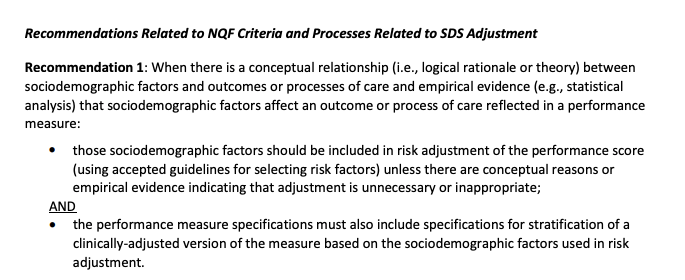 Recommendations Related to NQF Criteria and Processes Related to SDS Adjustment
Recommendation 1: When there is a conceptual relationship (i.e., logical rationale or theory) between
sociodemographic factors and outcomes or processes of care and empirical evidence (e.g., statistical
analysis) that sociodemographic factors affect an outcome or process of care reflected in a performance
measure:
• those sociodemographic factors should be included in risk adjustment of the performance score
(using accepted guidelines for selecting risk factors) unless there are conceptual reasons or
empirical evidence indicating that adjustment is unnecessary or inappropriate;
AND
• the performance measure specifications must also include specifications for stratification of a
clinically-adjusted version of the measure based on the sociodemographic factors used in risk
adjustment.